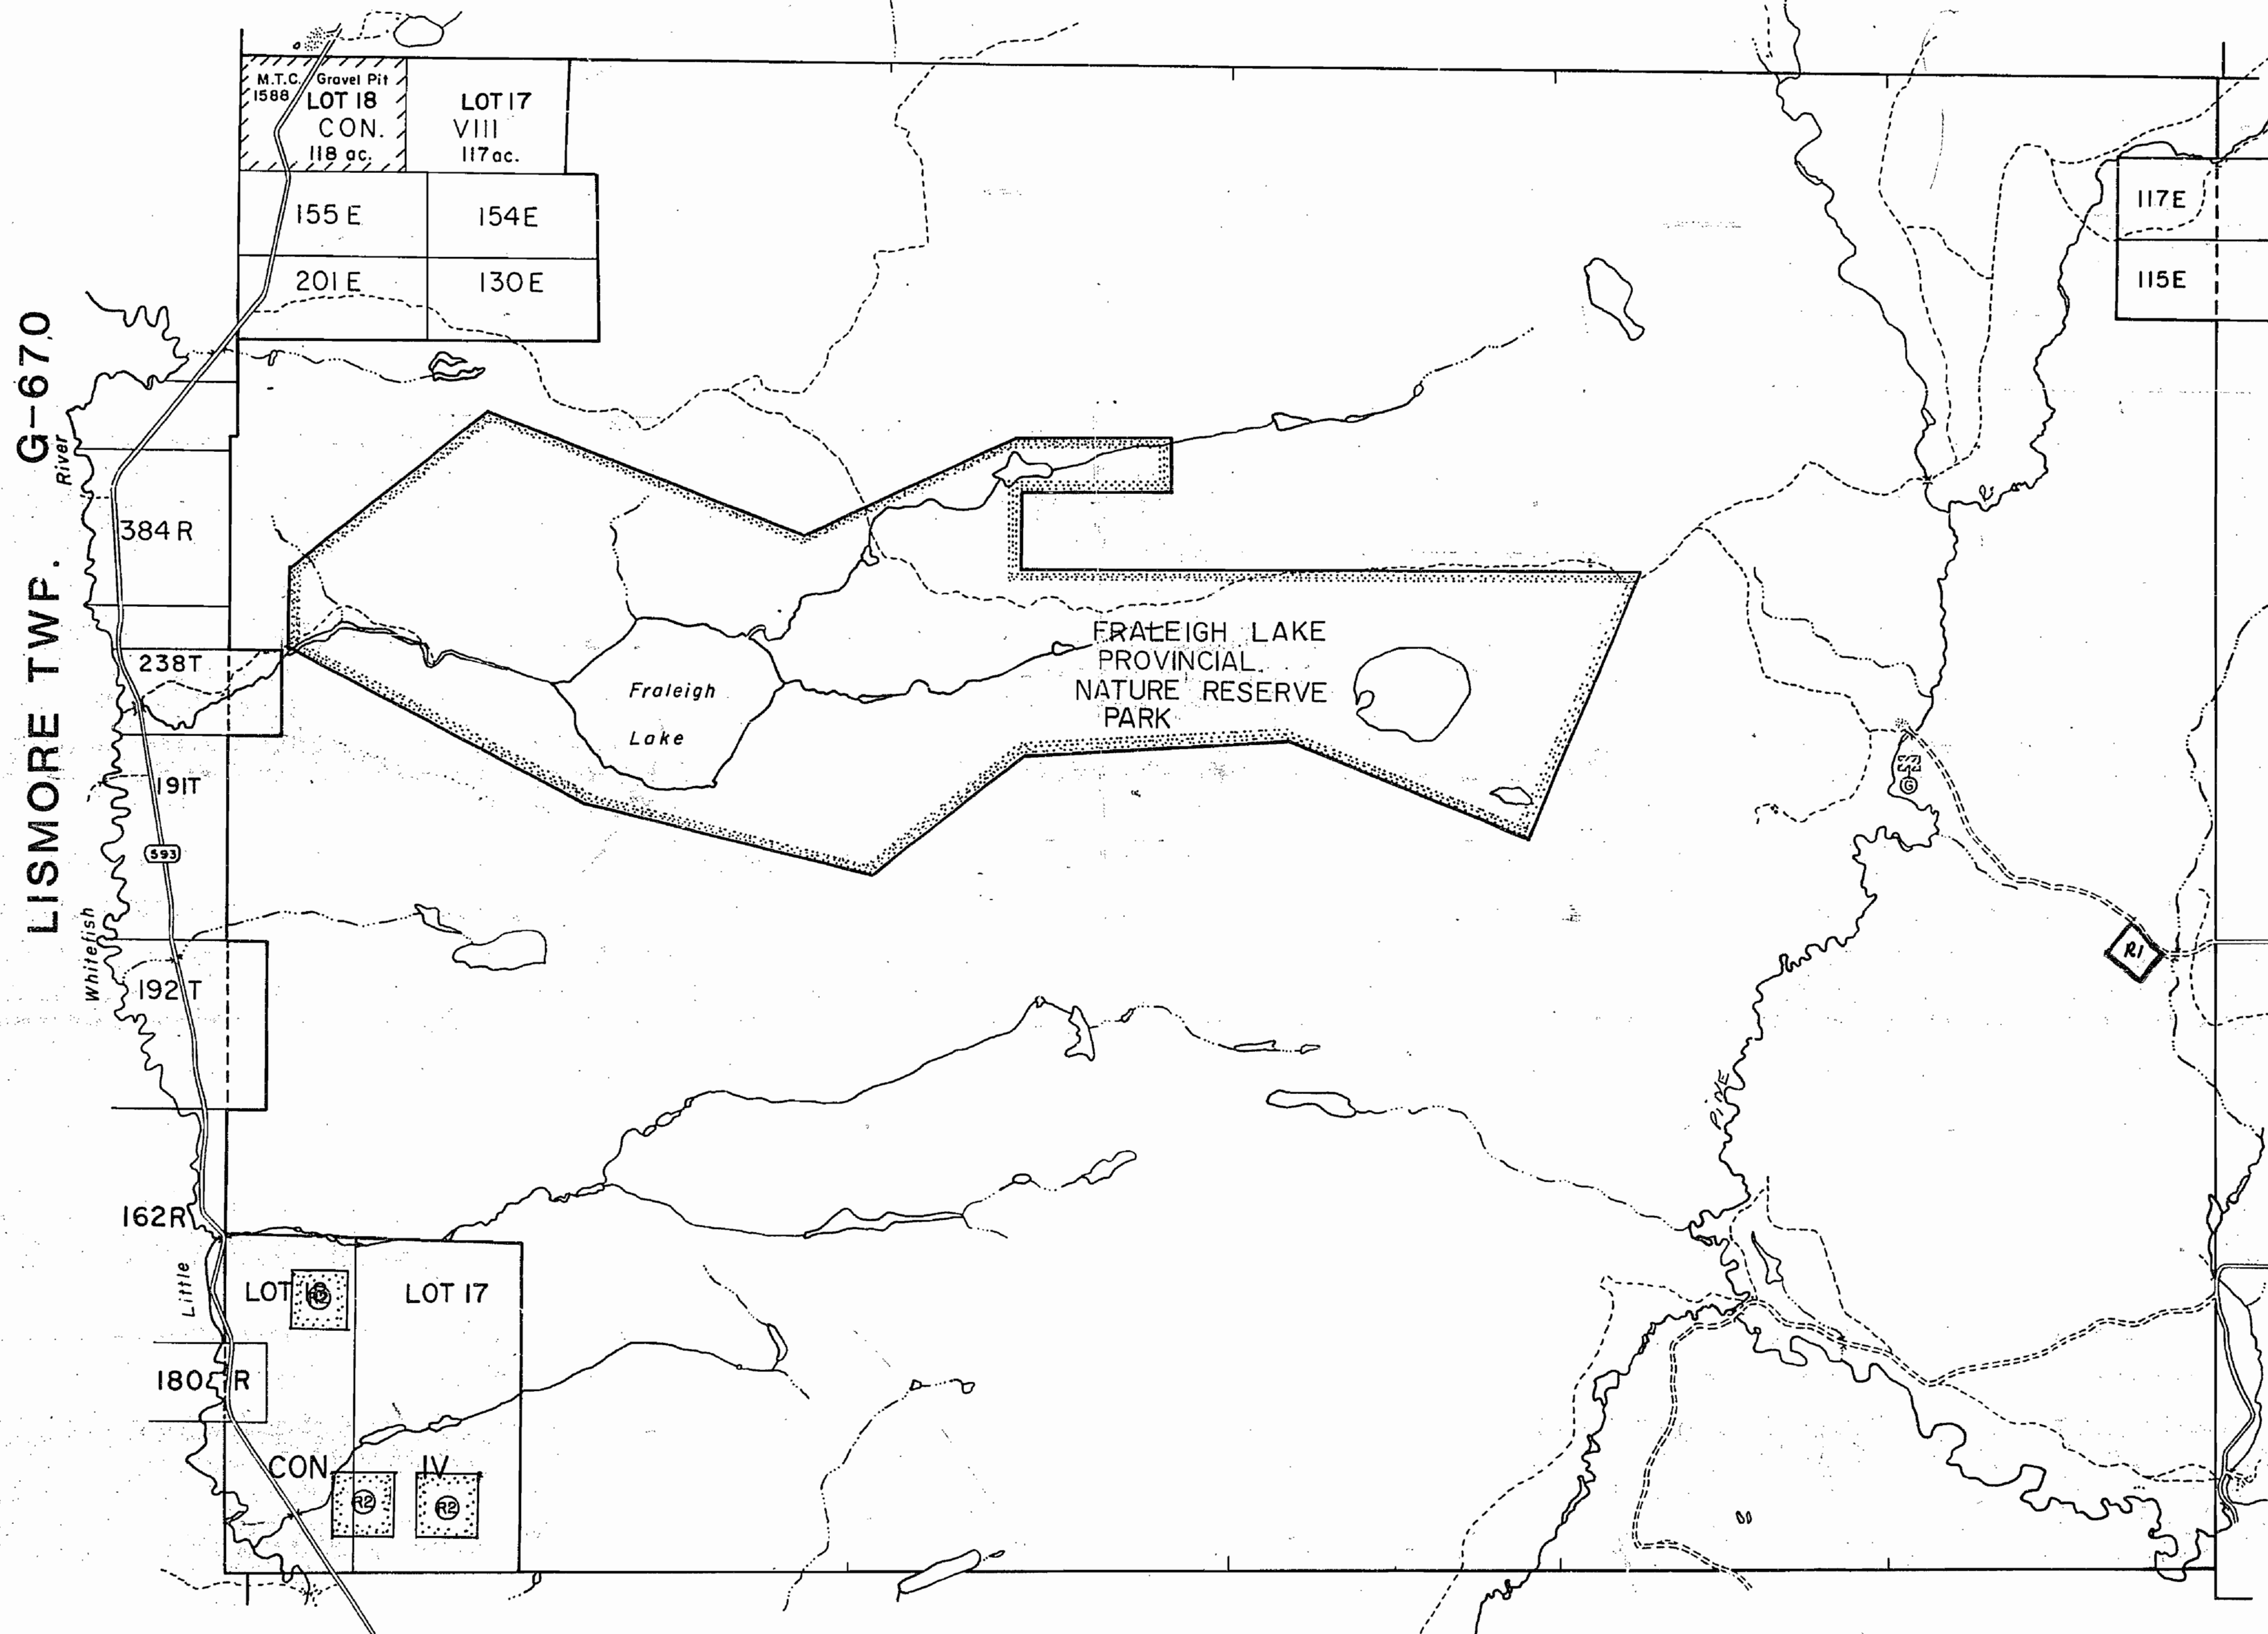 LISMORE TWP. G-670
M.T.C. Gravel Pit
1588 LOT 18
CON.
118 ac.
LOT 17
VIII
117 ac.
155 E
154 E
201 E
130 E
117E
115E
River
384 R
238T
191T
593
Whitefish
192 T
162R
Little
Fraleigh
Lake
FRALEIGH LAKE
PROVINCIAL
NATURE RESERVE
PARK
G
R1
PINE
R
LOT
R2
LOT 17
180 R
CON. IV
R2
R2